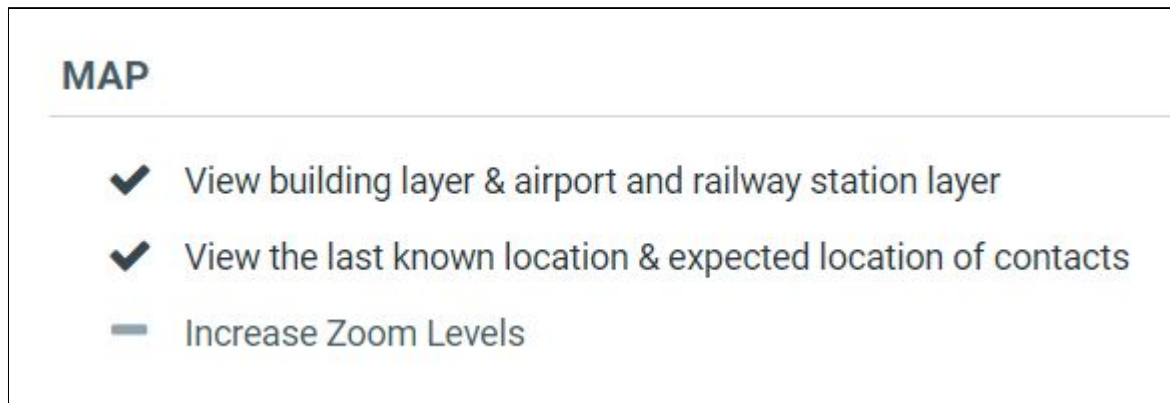 MAP
View building layer & airport and railway station layer
View the last known location & expected location of contacts
Increase Zoom Levels